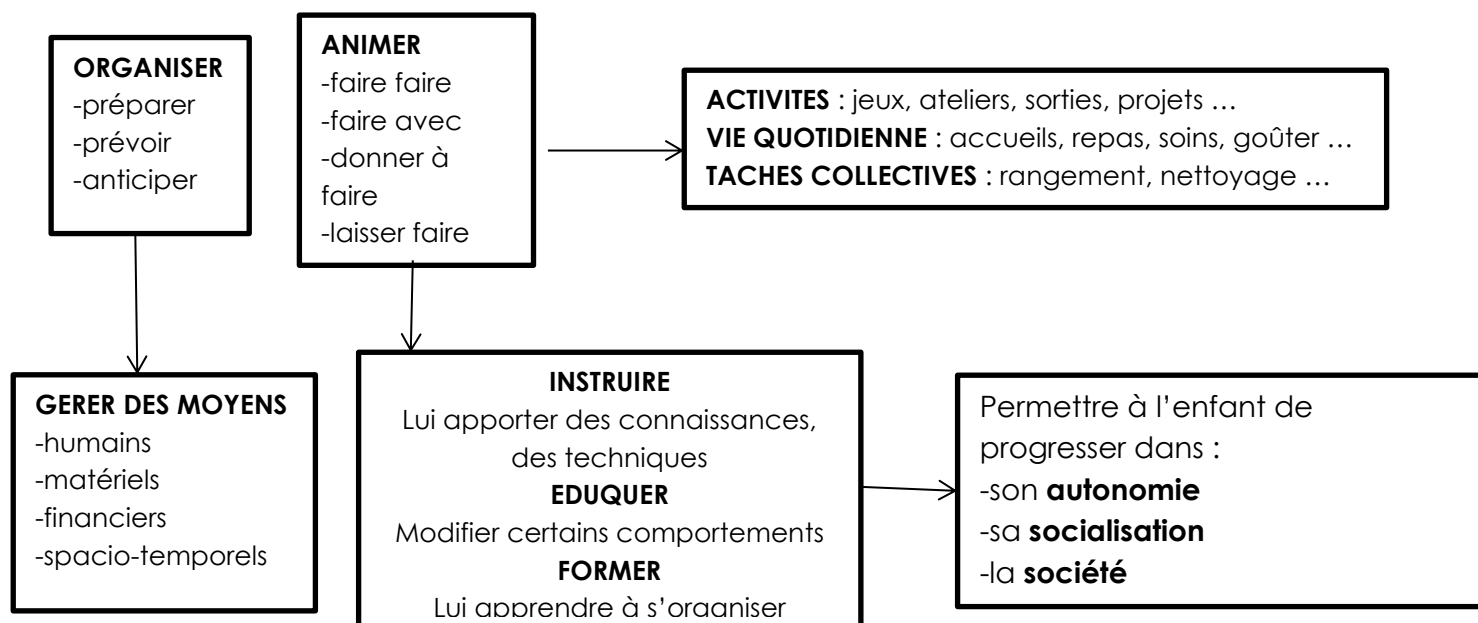 ORGANISER
-préparer
-prévoir
-anticiper
ANIMER
-faire faire
-faire avec
-donner à
faire
-laisser faire
ACTIVITES : jeux, ateliers, sorties, projets …
VIE QUOTIDIENNE : accueils, repas, soins, goûter …
TACHES COLLECTIVES : rangement, nettoyage …
GERER DES MOYENS
-humains
-matériels
-financiers
-spacio-temporels
INSTRUIRE
Lui apporter des connaissances,
des techniques
EDUQUER
Modifier certains comportements
FORMER
Lui apprendre à s’organiser
Permettre à l’enfant de
progresser dans :
-son autonomie
-sa socialisation
-la société